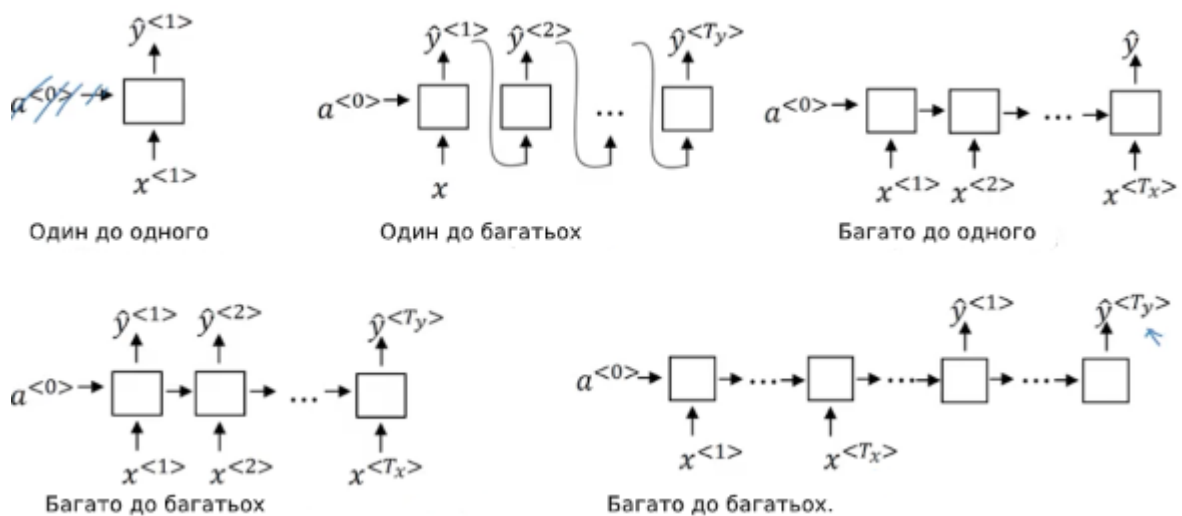 ŷ<1> ŷ<1> ŷ<2> ŷ<Ty> ŷ
a<0> a<0> ... a<0> ...
x<1> x x<1> x<2> x<Tx>
Один до одного Один до багатьох Багато до одного
ŷ<1> ŷ<2> ŷ<Ty> ŷ<1> ŷ<Ty>
a<0> ... a<0> ... ... ...
x<1> x<2> x<Tx> x<1> x<Tx>
Багато до багатьох Багато до багатьох.